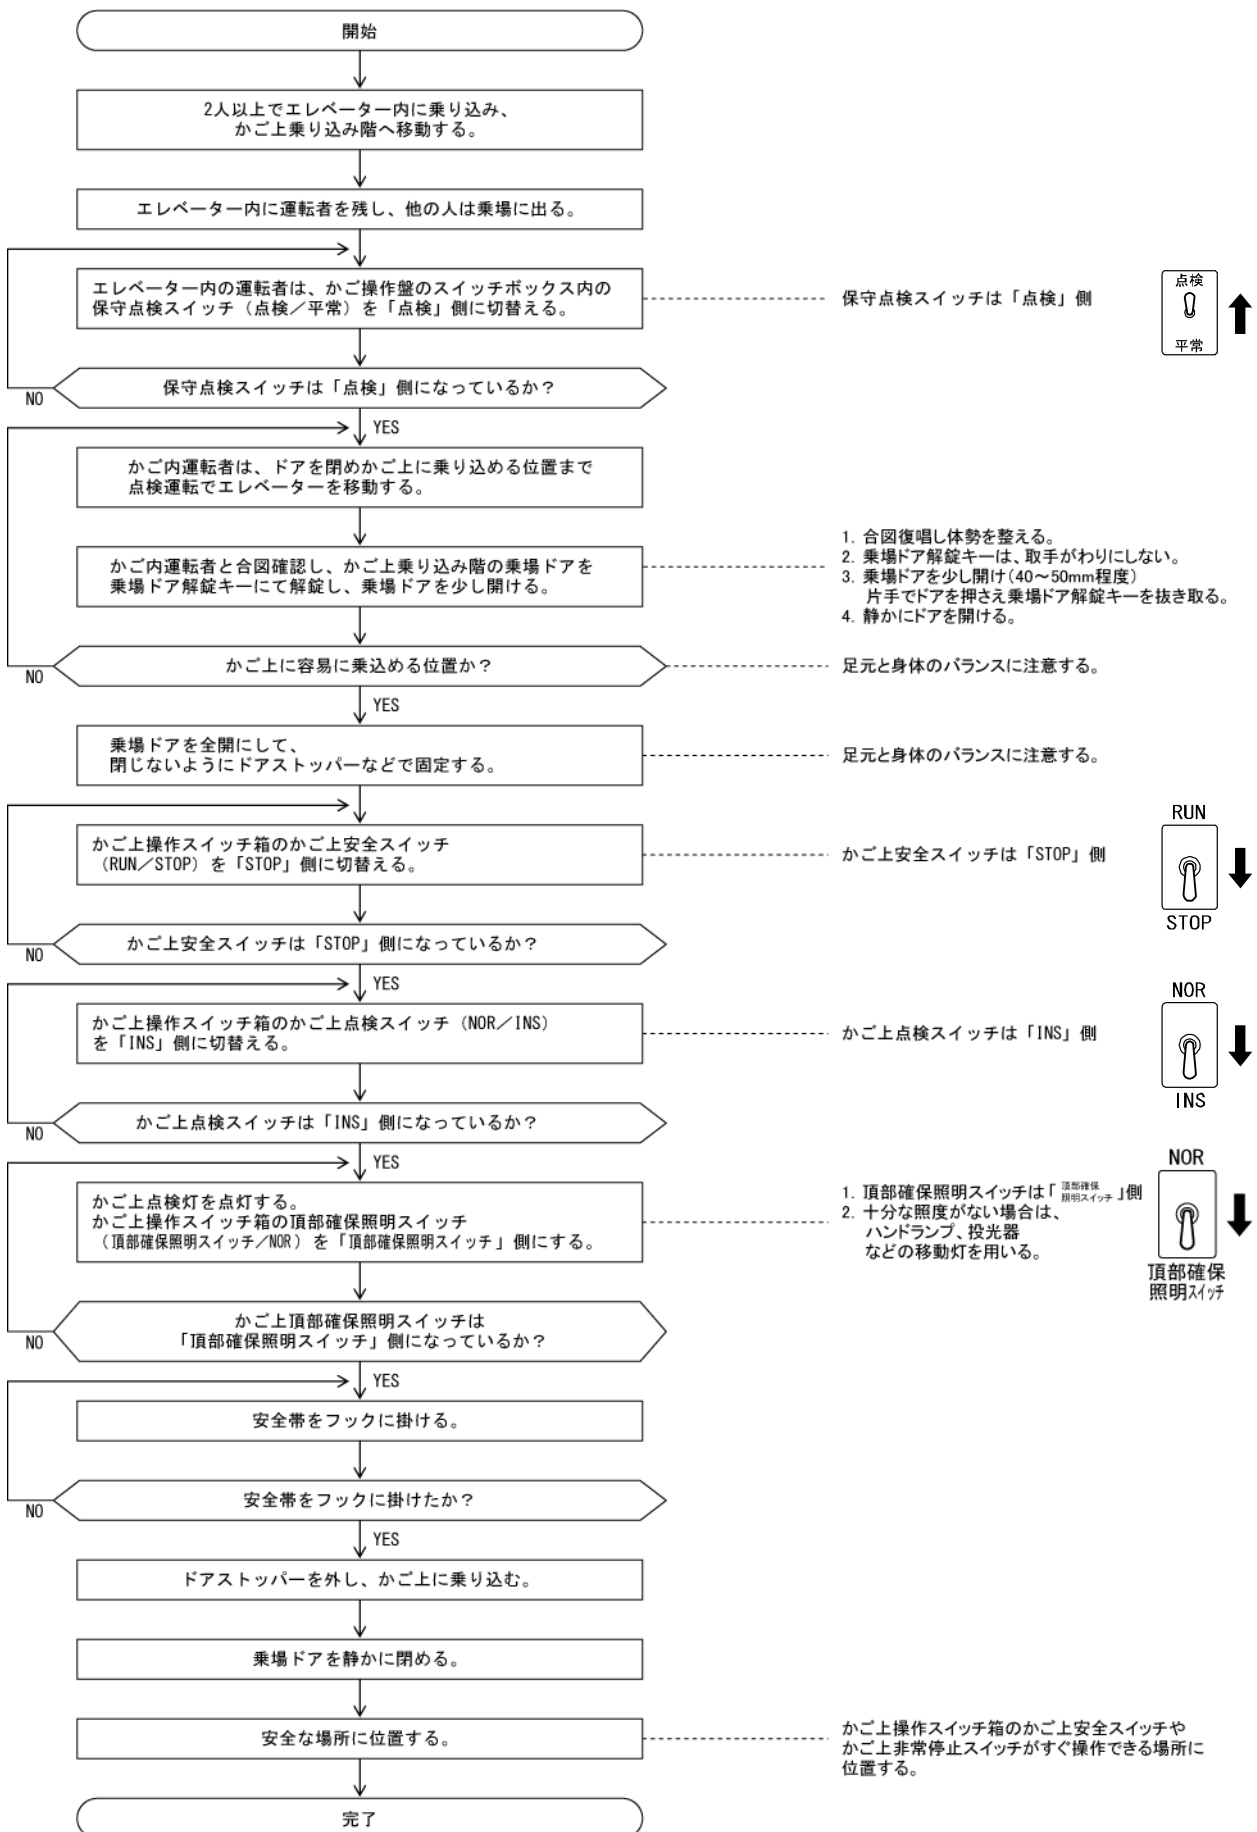 開始
2人以上でエレベーター内に乗り込み、
かご上乗り込み階へ移動する。
エレベーター内に運転者を残し、他の人は乗場に出る。
エレベーター内の運転者は、かご操作盤のスイッチボックス内の
保守点検スイッチ（点検／平常）を「点検」側に切替える。
保守点検スイッチは「点検」側
点検
平常
保守点検スイッチは「点検」側になっているか？
NO
YES
かご内運転者は、ドアを閉めかご上に乗り込める位置まで
点検運転でエレベーターを移動する。
かご内運転者と合図確認し、かご上乗り込み階の乗場ドアを
乗場ドア解錠キーにて解錠し、乗場ドアを少し開ける。
1. 合図復唱し体勢を整える。
2. 乗場ドア解錠キーは、取手がわりにしない。
3. 乗場ドアを少し開け（40～50mm程度）
片手でドアを押さえ乗場ドア解錠キーを抜き取る。
4. 静かにドアを開ける。
かご上に容易に乗込める位置か？
足元と身体のバランスに注意する。
NO
YES
乗場ドアを全開にして、
閉じないようにドアストッパーなどで固定する。
足元と身体のバランスに注意する。
かご上操作スイッチ箱のかご上安全スイッチ
（RUN／STOP）を「STOP」側に切替える。
かご上安全スイッチは「STOP」側
RUN
STOP
かご上安全スイッチは「STOP」側になっているか？
NO
YES
かご上操作スイッチ箱のかご上点検スイッチ（NOR／INS）
を「INS」側に切替える。
かご上点検スイッチは「INS」側
NOR
INS
かご上点検スイッチは「INS」側になっているか？
NO
YES
かご上点検灯を点灯する。
かご上操作スイッチ箱の頂部確保照明スイッチ
（頂部確保照明スイッチ／NOR）を「頂部確保照明スイッチ」側にする。
1. 頂部確保照明スイッチは「頂部確保照明スイッチ」側
2. 十分な照度がない場合は、
ハンドランプ、投光器
などの移動灯を用いる。
NOR
頂部確保
照明スイッチ
かご上頂部確保照明スイッチは
「頂部確保照明スイッチ」側になっているか？
NO
YES
安全帯をフックに掛ける。
安全帯をフックに掛けたか？
NO
YES
ドアストッパーを外し、かご上に乗り込む。
乗場ドアを静かに閉める。
安全な場所に位置する。
かご上操作スイッチ箱のかご上安全スイッチや
かご上非常停止スイッチがすぐ操作できる場所に
位置する。
完了